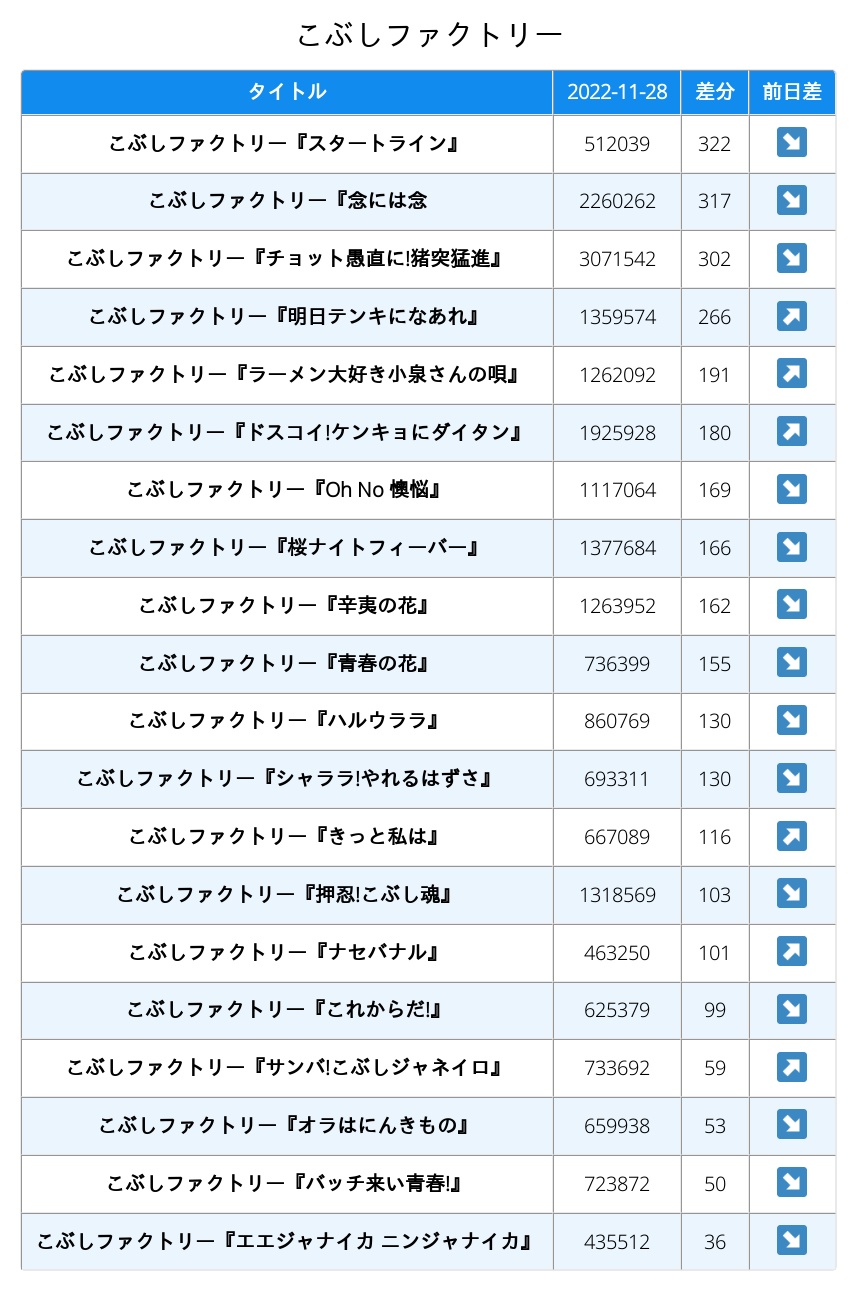 こぶしファクトリー
タイトル 2022-11-28 差分 前日差
こぶしファクトリー『スタートライン』 512039 322 ↘
こぶしファクトリー『念には念 2260262 317 ↘
こぶしファクトリー『チョット愚直に!猪突猛進』 3071542 302 ↘
こぶしファクトリー『明日テンキになあれ』 1359574 266 ↗
こぶしファクトリー『ラーメン大好き小泉さんの唄』 1262092 191 ↗
こぶしファクトリー『ドスコイ!ケンキョにダイタン』 1925928 180 ↗
こぶしファクトリー『Oh No 懊悩』 1117064 169 ↘
こぶしファクトリー『桜ナイトフィーバー』 1377684 166 ↘
こぶしファクトリー『辛夷の花』 1263952 162 ↘
こぶしファクトリー『青春の花』 736399 155 ↘
こぶしファクトリー『ハルウララ』 860769 130 ↘
こぶしファクトリー『シャララ!やれるはずさ』 693311 130 ↘
こぶしファクトリー『きっと私は』 667089 116 ↗
こぶしファクトリー『押忍!こぶし魂』 1318569 103 ↘
こぶしファクトリー『ナセバナル』 463250 101 ↗
こぶしファクトリー『これからだ!』 625379 99 ↘
こぶしファクトリー『サンバ!こぶしジャネイロ』 733692 59 ↗
こぶしファクトリー『オラはにんきもの』 659938 53 ↘
こぶしファクトリー『バッチ来い青春!』 723872 50 ↘
こぶしファクトリー『エエジャナイカ ニンジャナイカ』 435512 36 ↘